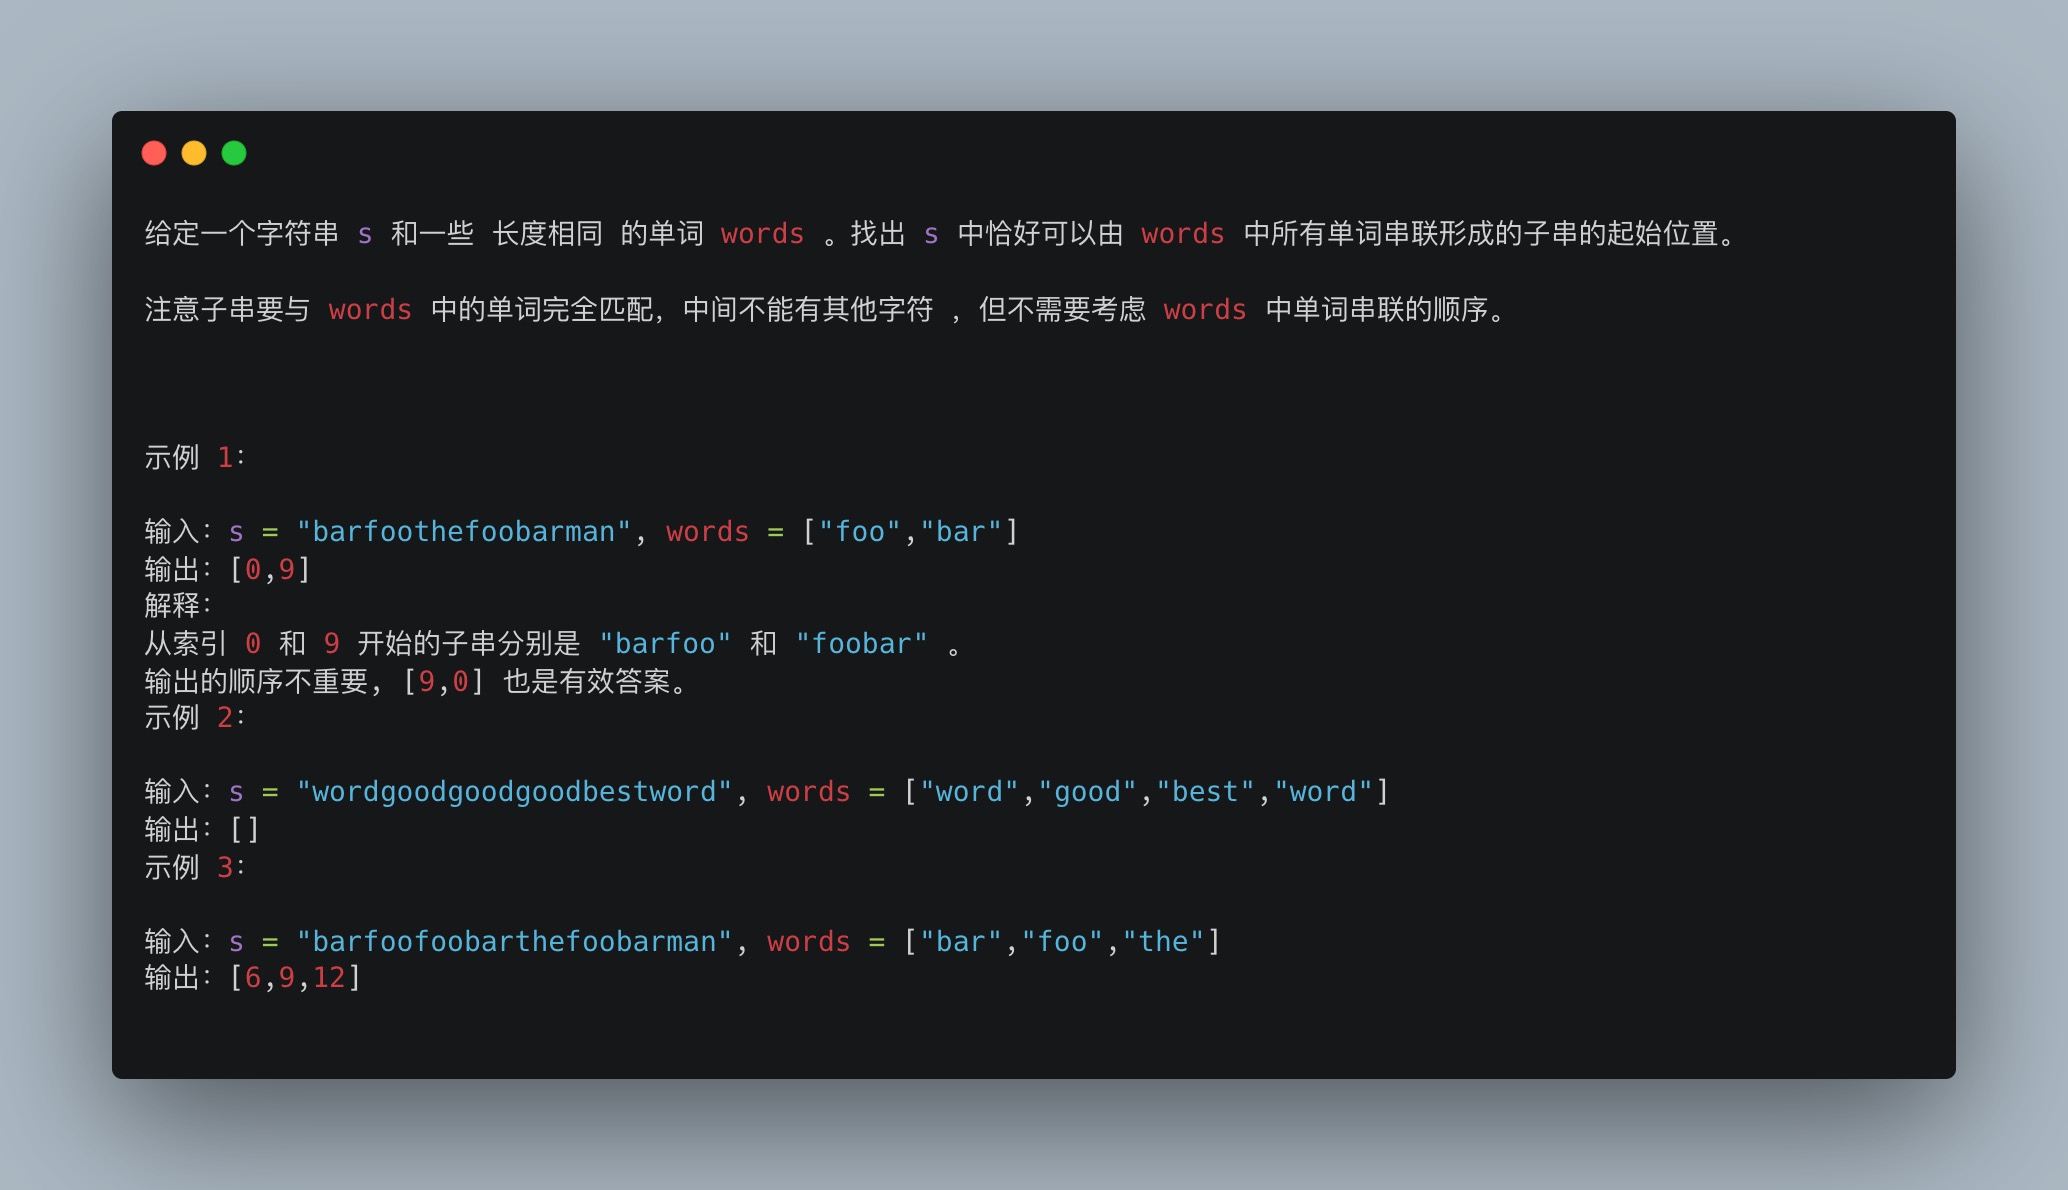 给定一个字符串 s 和一些 长度相同 的单词 words 。找出 s 中恰好可以由 words 中所有单词串联形成的子串的起始位置。
注意子串要与 words 中的单词完全匹配，中间不能有其他字符 ，但不需要考虑 words 中单词串联的顺序。
示例 1：
输入：s = "barfoothefoobarman", words = ["foo","bar"]
输出：[0,9]
解释：
从索引 0 和 9 开始的子串分别是 "barfoo" 和 "foobar" 。
输出的顺序不重要, [9,0] 也是有效答案。
示例 2：
输入：s = "wordgoodgoodgoodbestword", words = ["word","good","best","word"]
输出：[]
示例 3：
输入：s = "barfoofoobarthefoobarman", words = ["bar","foo","the"]
输出：[6,9,12]